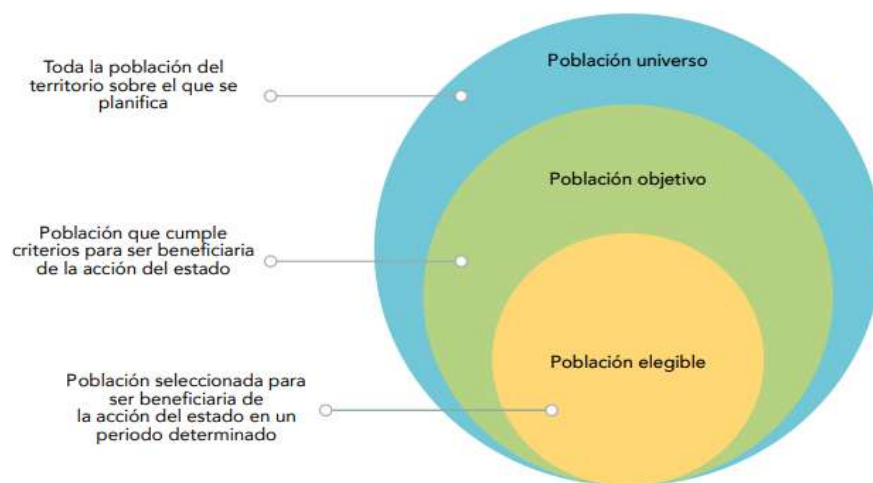 Toda la población del
territorio sobre el que se
planifica
Población universo
Población objetivo
Población que cumple
criterios para ser beneficiaria
de la acción del estado
Población elegible
Población seleccionada para
ser beneficiaria de
la acción del estado en un
periodo determinado